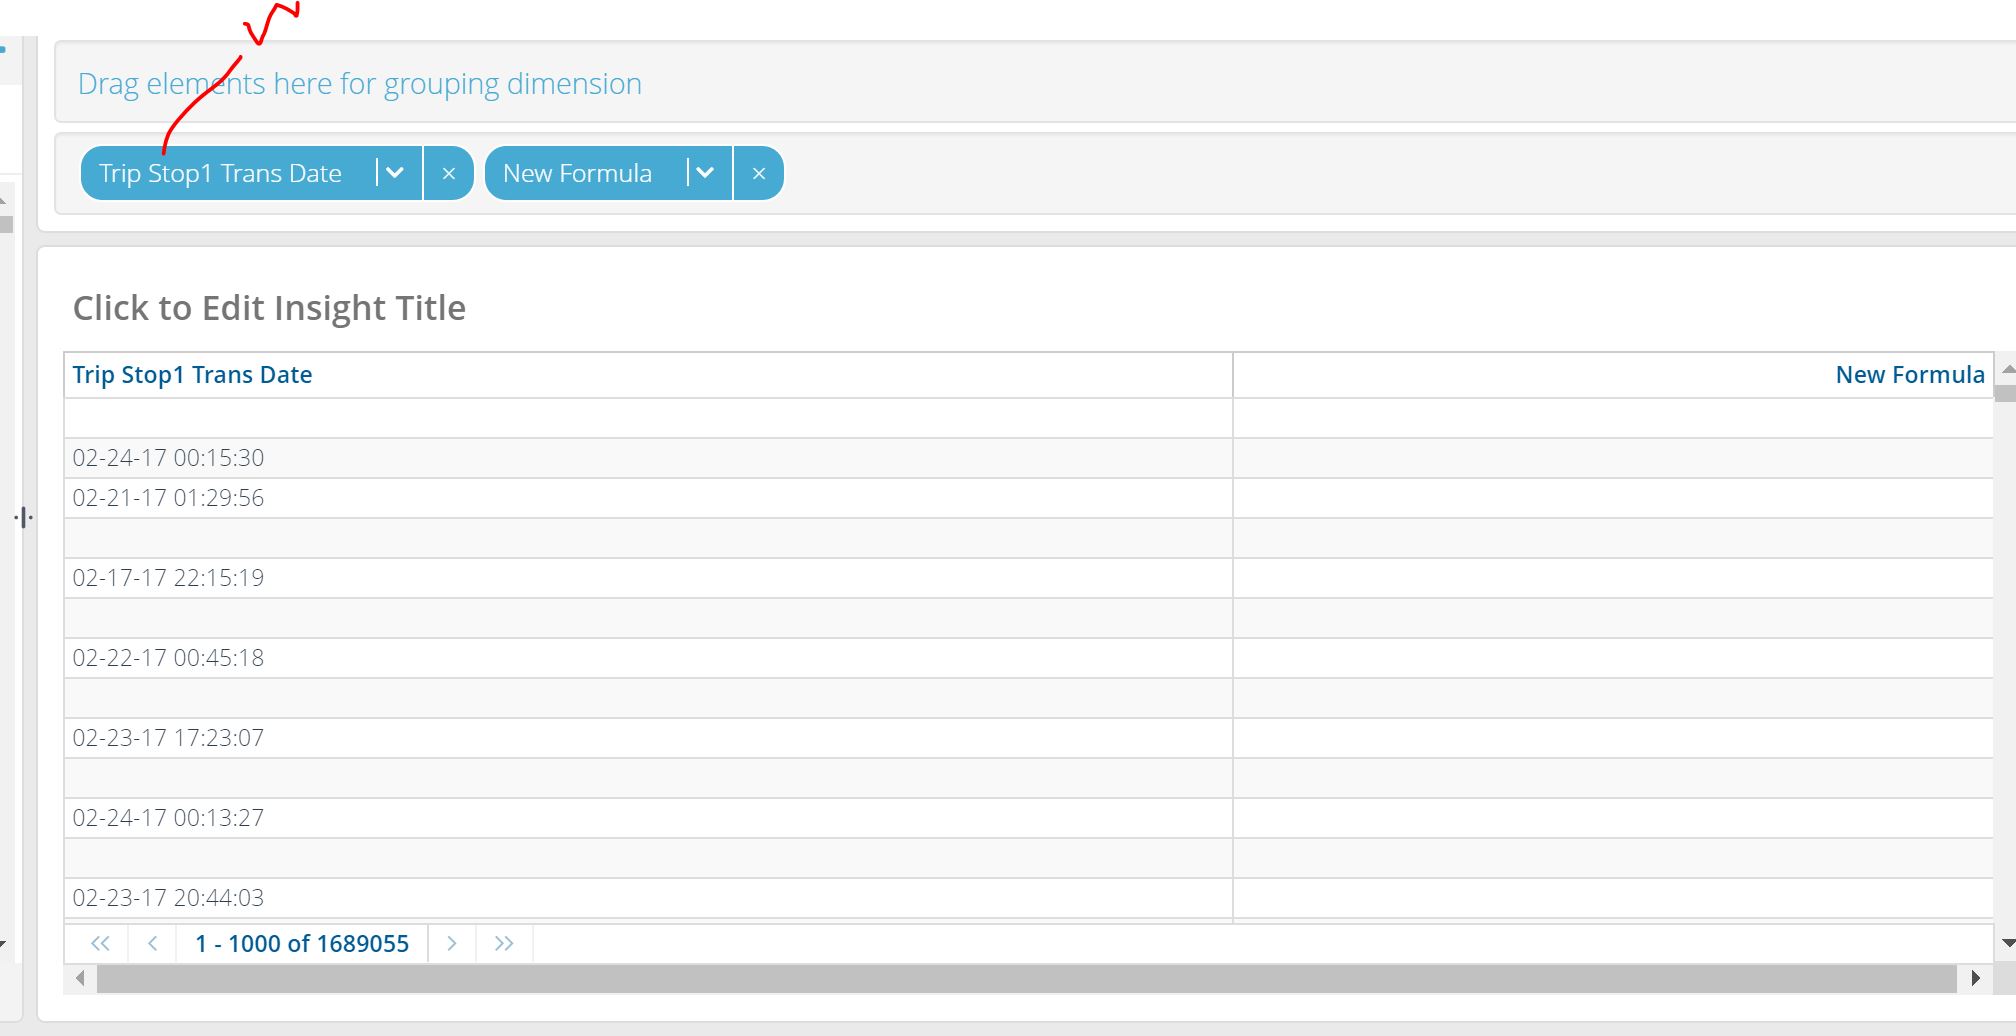 Drag elements here for grouping dimension
Trip Stop1 Trans Date × New Formula ×
Click to Edit Insight Title
Trip Stop1 Trans Date New Formula
02-24-17 00:15:30
02-21-17 01:29:56
02-17-17 22:15:19
02-22-17 00:45:18
02-23-17 17:23:07
02-24-17 00:13:27
02-23-17 20:44:03
1 - 1000 of 1689055